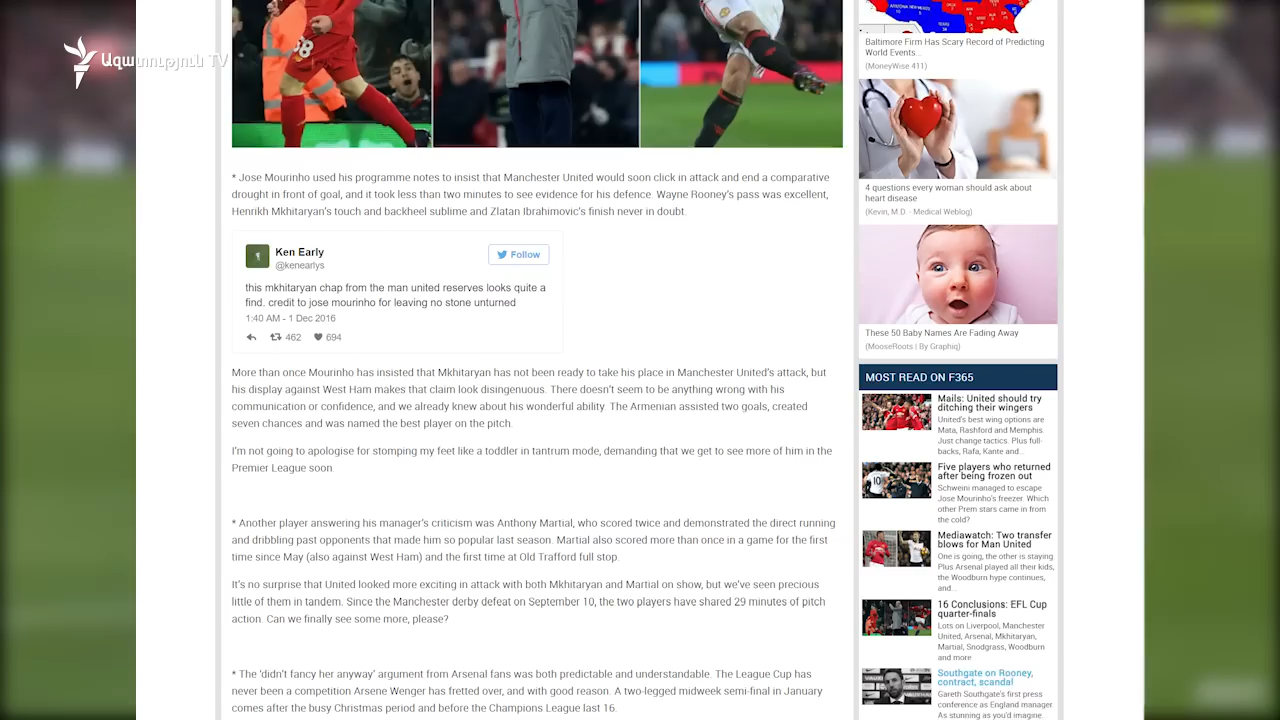 Ազատություն TV
* Jose Mourinho used his programme notes to insist that Manchester United would soon click in attack and end a comparative
drought in front of goal, and it took less than two minutes to see evidence for his defence. Wayne Rooney's pass was excellent,
Henrikh Mkhitaryan's touch and backheel sublime and Zlatan Ibrahimovic's finish never in doubt.
Ken Early
@kenearlys
Follow
this mkhitaryan chap from the man united reserves looks quite a
find. credit to jose mourinho for leaving no stone unturned
1:40 AM - 1 Dec 2016
462 694
More than once Mourinho has insisted that Mkhitaryan has not been ready to take his place in Manchester United's attack, but
his display against West Ham makes that claim look disingenuous. There doesn't seem to be anything wrong with his
communication or confidence, and we already knew about his wonderful ability The Armenian assisted two goals, created
seven chances and was named the best player on the pitch.
I'm not going to apologise for stomping my feet like a toddler in tantrum mode, demanding that we get to see more of him in the
Premier League soon.
* Another player answering his manager's criticism was Anthony Martial, who scored twice and demonstrated the direct running
and dribbling past opponents that made him so popular last season. Martial also scored more than once in a game for the first
time since May (also against West Ham) and the first time at Old Trafford full stop.
It's no surprise that United looked more exciting in attack with both Mkhitaryan and Martial on show, but we've seen precious
little of them in tandem. Since the Manchester derby defeat on September 10, the two players have shared 29 minutes of pitch
action. Can we finally see some more, please?
* The 'didn't fancy her anyway' argument from Arsenal fans was both predictable and understandable. The League Cup has
never been a competition Arsene Wenger has fretted over, and with good reason. A two-legged midweek semi-final in January
comes after the busy Christmas period and before the Champions League last 16.
Baltimore Firm Has Scary Record of Predicting
World Events...
(MoneyWise 411)
4 questions every woman should ask about
heart disease
(Kevin, M.D. - Medical Weblog)
These 50 Baby Names Are Fading Away
(MooseRoots | By Graphiq)
MOST READ ON F365
Mails: United should try
ditching their wingers
United's best wing options are
Mata, Rashford and Memphis.
Just change tactics. Plus full-
backs, Rafa, Kante and...
Five players who returned
after being frozen out
Schweini managed to escape
Jose Mourinho's freezer. Which
other Prem stars came in from
the cold?
Mediawatch: Two transfer
blows for Man United
One is going, the other is staying
Plus Arsenal played all their kids,
the Woodburn hype continues,
and...
16 Conclusions: EFL Cup
quarter-finals
Lots on Liverpool, Manchester
United, Arsenal, Mkhitaryan,
Martial, Snodgrass, Woodburn
and more
Southgate on Rooney,
contract, scandal
Gareth Southgate's first press
conference as England manager.
As stunning as you'd imagine...